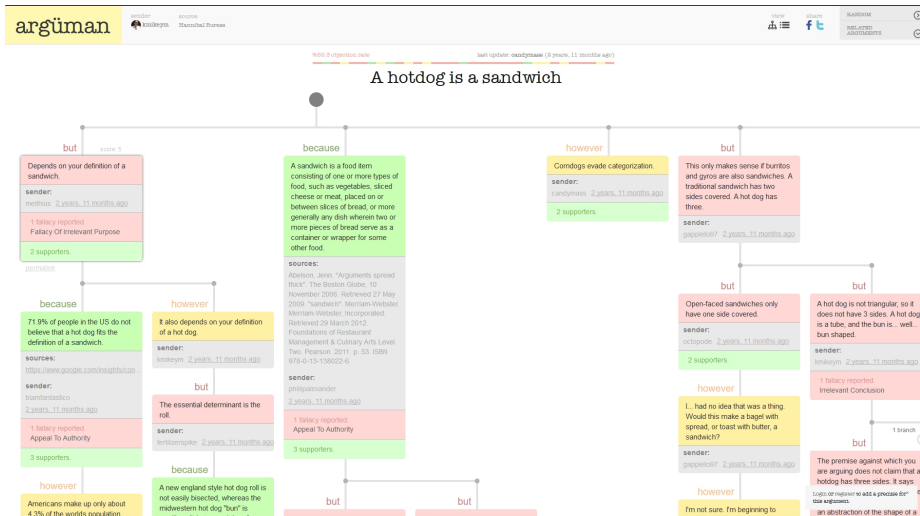 argüman
sender
kmikeym
source
Hannibal Buress
view
share
RANDOM
RELATED
ARGUMENTS
objection rate
last update: candymass (2 years, 11 months ago)
A hotdog is a sandwich
but
score 5
Depends on your definition of a
sandwich.
sender:
2 years, 11 months ago
1 fallacy reported.
Fallacy Of Irrelevant Purpose
2 supporters.
permalink
because
71.9% of people in the US do not
believe that a hot dog fits the
definition of a sandwich.
sources:
https://www.google.com/insights/con
sender:
blamfantastico
2 years, 11 months ago
1 fallacy reported.
Appeal To Authority
3 supporters.
however
Americans make up only about
4.3% of the worlds population
however
It also depends on your definition
of a hot dog.
sender:
kmikeym 2 years, 11 months ago
but
The essential determinant is the
roll.
sender:
fertilizerspike 2 years, 11 months ago
because
A new england style hot dog roll is
not easily bisected, whereas the
midwestern hot dog "bun" is
because
A sandwich is a food item
consisting of one or more types of
food, such as vegetables, sliced
cheese or meat, placed on or
between slices of bread, or more
generally any dish wherein two or
more pieces of bread serve as a
container or wrapper for some
other food.
sources:
Abelson, Jenn. "Arguments spread
thick". The Boston Globe, 10
November 2006. Retrieved 27 May
2009. "sandwich". Merriam-Webster.
Merriam-Webster, Incorporated.
Retrieved 29 March 2012.
Foundations of Restaurant
Management & Culinary Arts Level
Two. Pearson. 2011. p. 53. ISBN
978-0-13-138022-6.
sender:
philipalexander
2 years, 11 months ago
1 fallacy reported.
Appeal To Authority
3 supporters.
but
but
however
Corndogs evade categorization.
sender:
candymass 2 years, 11 months ago
2 supporters.
but
This only makes sense if burritos
and gyros are also sandwiches. A
traditional sandwich has two
sides covered. A hot dog has
three.
sender:
2 years, 11 months ago
but
Open-faced sandwiches only
have one side covered.
sender:
octopode 2 years, 11 months ago
2 supporters.
however
I... had no idea that was a thing.
Would this make a bagel with
spread, or toast with butter, a
sandwich?
sender:
2 years, 11 months ago
however
I'm not sure. I'm beginning to
but
A hot dog is not triangular, so it
does not have 3 sides. A hot dog
is a tube, and the bun is... well...
bun shaped.
sender:
kmikeym 2 years, 11 months ago
1 fallacy reported.
Irrelevant Conclusion
1 branch
but
The premise against which you
are arguing does not claim that a
hotdog has three sides. It says
Login or register to add a premise for
this argument.
an abstraction of the shape of a